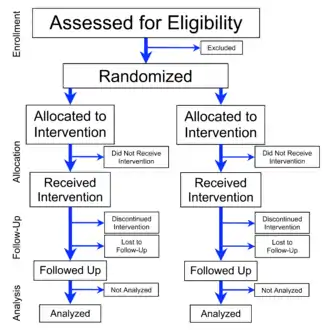 Enrollment
Assessed for Eligibility
Excluded
Randomized
Allocation
Allocated to
Intervention
Did Not Receive
Intervention
Received
Intervention
Allocated to
Intervention
Did Not Receive
Intervention
Received
Intervention
Follow-Up
Discontinued
Intervention
Lost to
Follow-Up
Followed Up
Discontinued
Intervention
Lost to
Follow-Up
Followed Up
Analysis
Not Analyzed
Analyzed
Not Analyzed
Analyzed